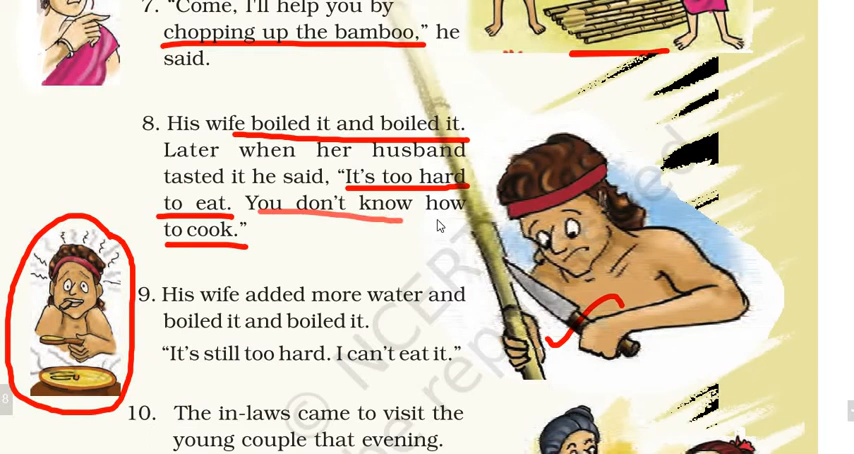 7. “Come, I’ll help you by
chopping up the bamboo,” he
said.
8. His wife boiled it and boiled it.
Later when her husband
tasted it he said, “It’s too hard
to eat. You don’t know how
to cook.”
9. His wife added more water and
boiled it and boiled it.
“It’s still too hard. I can’t eat it.”
10. The in-laws came to visit the
young couple that evening.
© NCERT
8